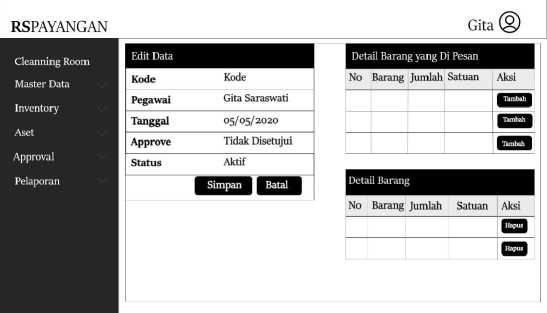 RSPAYANGAN
Gita
Cleanning Room
Master Data
Inventory
Aset
Approval
Pelaporan
Edit Data
Kode Kode
Pegawai Gita Saraswati
Tanggal 05/05/2020
Approve Tidak Disetujui
Status Aktif
Simpan Batal
Detail Barang yang Di Pesan
No Barang Jumlah Satuan Aksi
Tambah
Tambah
Tambah
Detail Barang
No Barang Jumlah Satuan Aksi
Hapus
Hapus